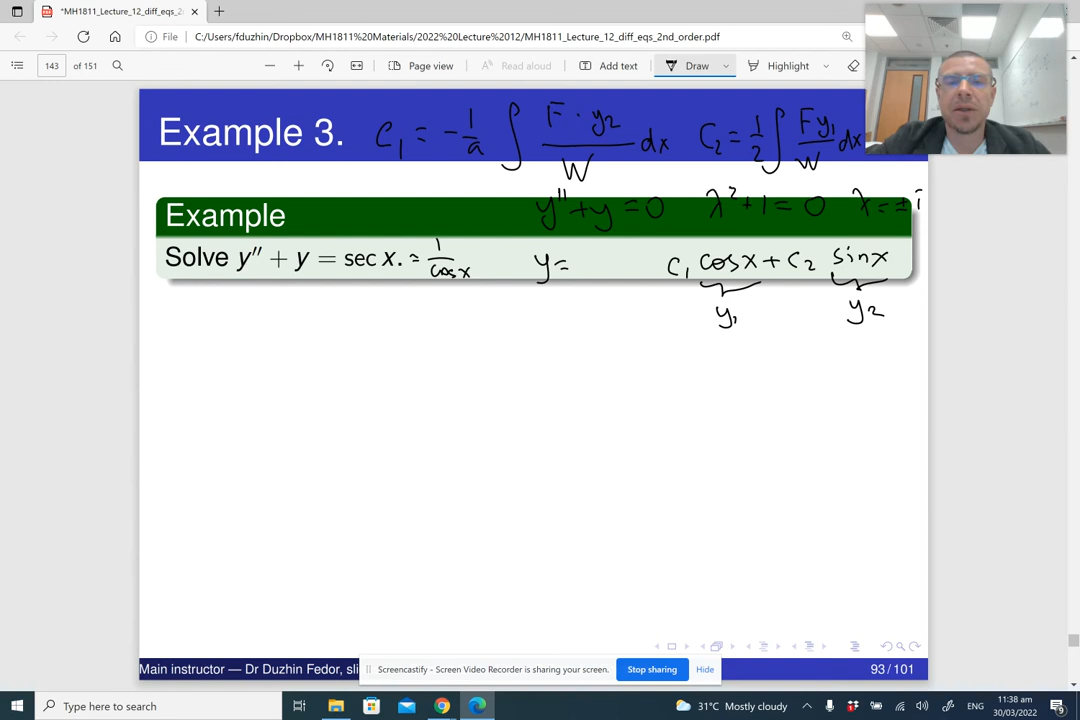 *MH1811_Lecture_12_diff_eqs_2
File C:/Users/fduzhin/Dropbox/MH1811%20Materials/2022%20Lecture%2012/MH1811_Lecture_12_diff_eqs_2nd_order.pdf
143 of 151 Page view Read aloud Add text Draw Highlight
Example 3. C₁ = -1/a ∫ F·y₂/W dx C₂ = 1/2 ∫ Fy₁/W dx
y″+y=0 λ²+1=0 λ=±i
Example
Solve y″ + y = sec x. = 1/cosx y= C₁ cosx + C₂ sinx
y₁ y₂
Main instructor — Dr Duzhin Fedor, sli 93/101
Screencastify - Screen Video Recorder is sharing your screen. Stop sharing Hide
Type here to search 31°C Mostly cloudy ENG 11:38 am
30/03/2022